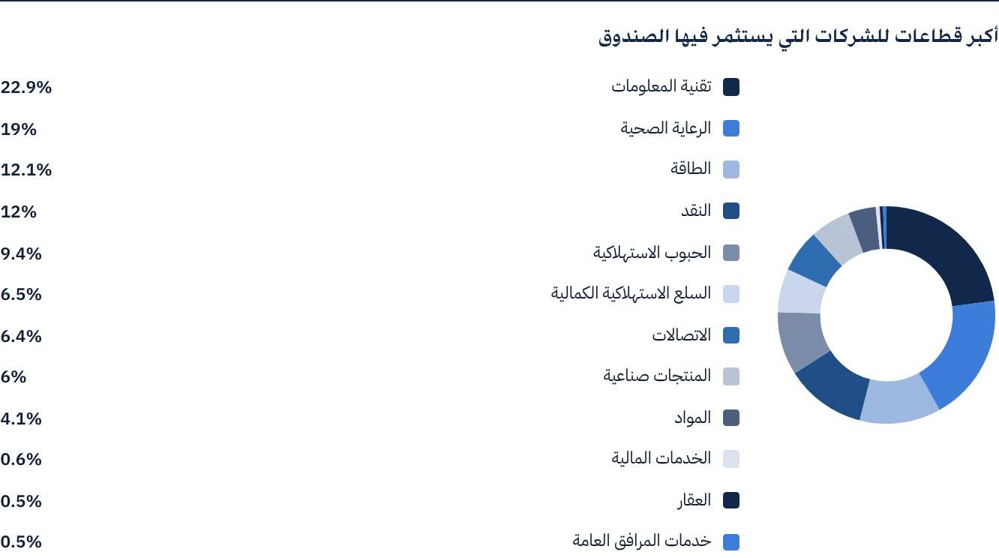 أكبر قطاعات للشركات التي يستثمر فيها الصندوق
تقنية المعلومات 22.9%
الرعاية الصحية 19%
الطاقة 12.1%
النقد 12%
الحبوب الاستهلاكية 9.4%
السلع الاستهلاكية الكمالية 6.5%
الاتصالات 6.4%
المنتجات صناعية 6%
المواد 4.1%
الخدمات المالية 0.6%
العقار 0.5%
خدمات المرافق العامة 0.5%